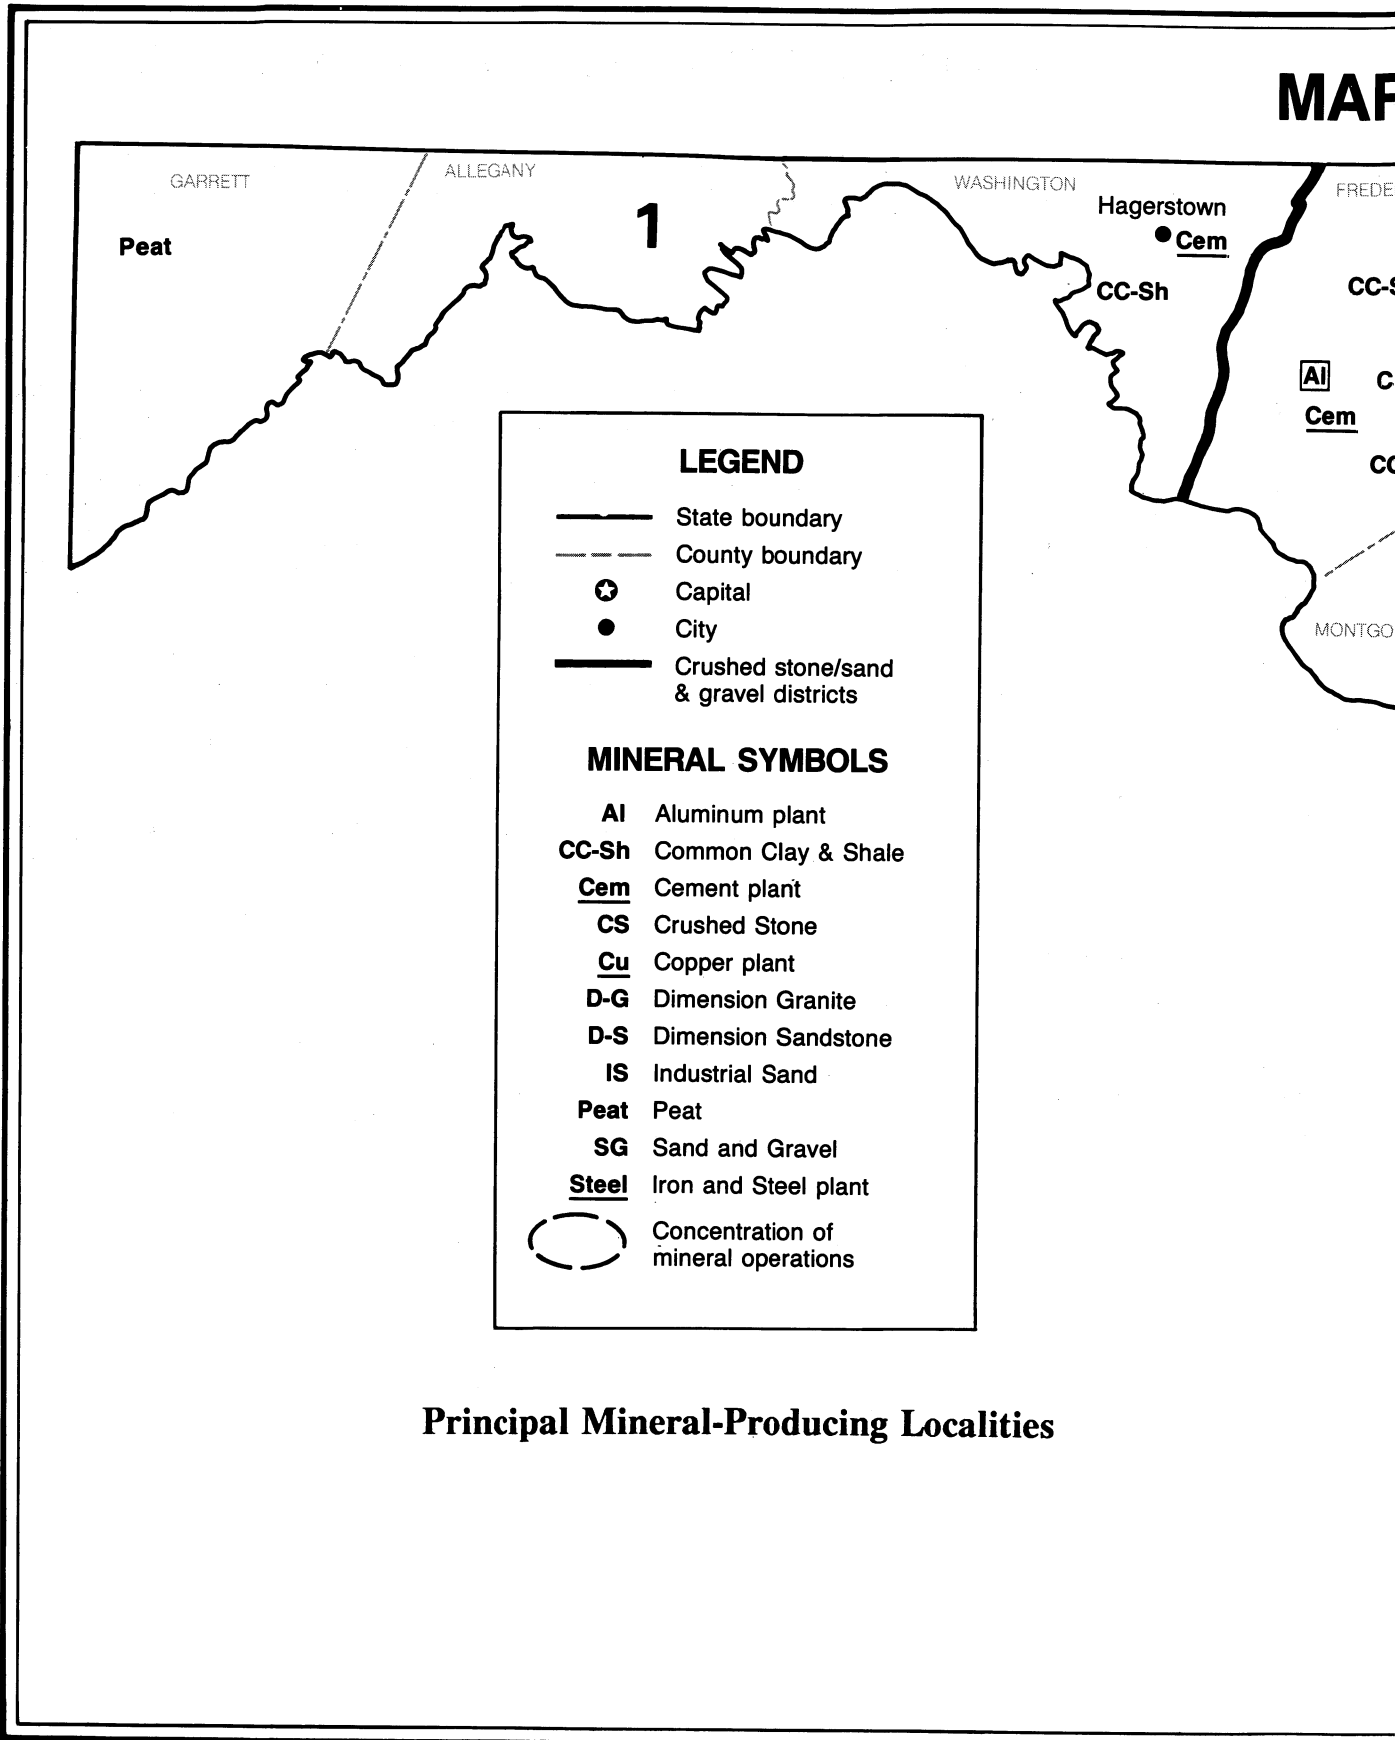 MAR
GARRETT
ALLEGANY
WASHINGTON
FREDE
Hagerstown
Peat
1
Cem
CC-Sh
CC-S
Al
C
Cem
CC
MONTGO
LEGEND
State boundary
County boundary
Capital
City
Crushed stone/sand
& gravel districts
MINERAL SYMBOLS
Al Aluminum plant
CC-Sh Common Clay & Shale
Cem Cement plant
CS Crushed Stone
Cu Copper plant
D-G Dimension Granite
D-S Dimension Sandstone
IS Industrial Sand
Peat Peat
SG Sand and Gravel
Steel Iron and Steel plant
Concentration of
mineral operations
Principal Mineral-Producing Localities